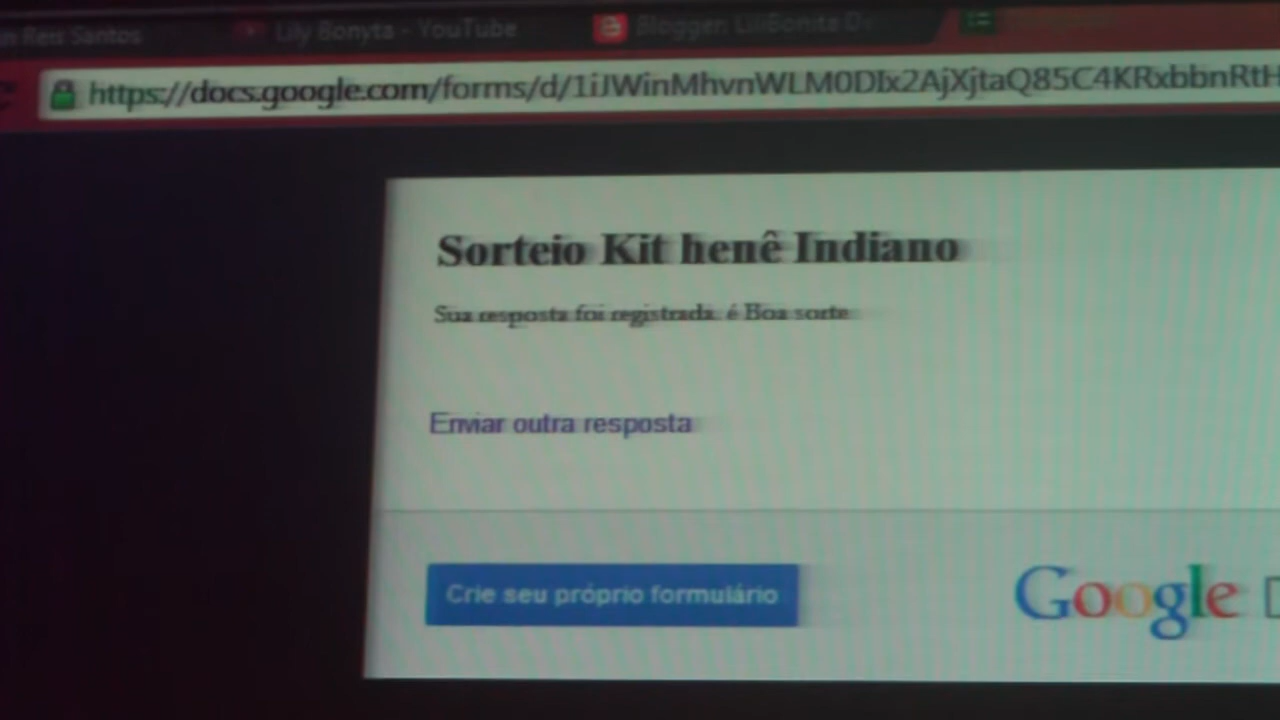 Reis Santos
Lily Bonyta - YouTube
Blogger: LiliBonita
https://docs.google.com/forms/d/1iJWinMhvnWLM0DIx2AjXjtaQ85C4KRxbbnRtH
Sorteio Kit henê Indiano
Sua resposta foi registrada. é Boa sorte
Enviar outra resposta
Crie seu próprio formulário
Google